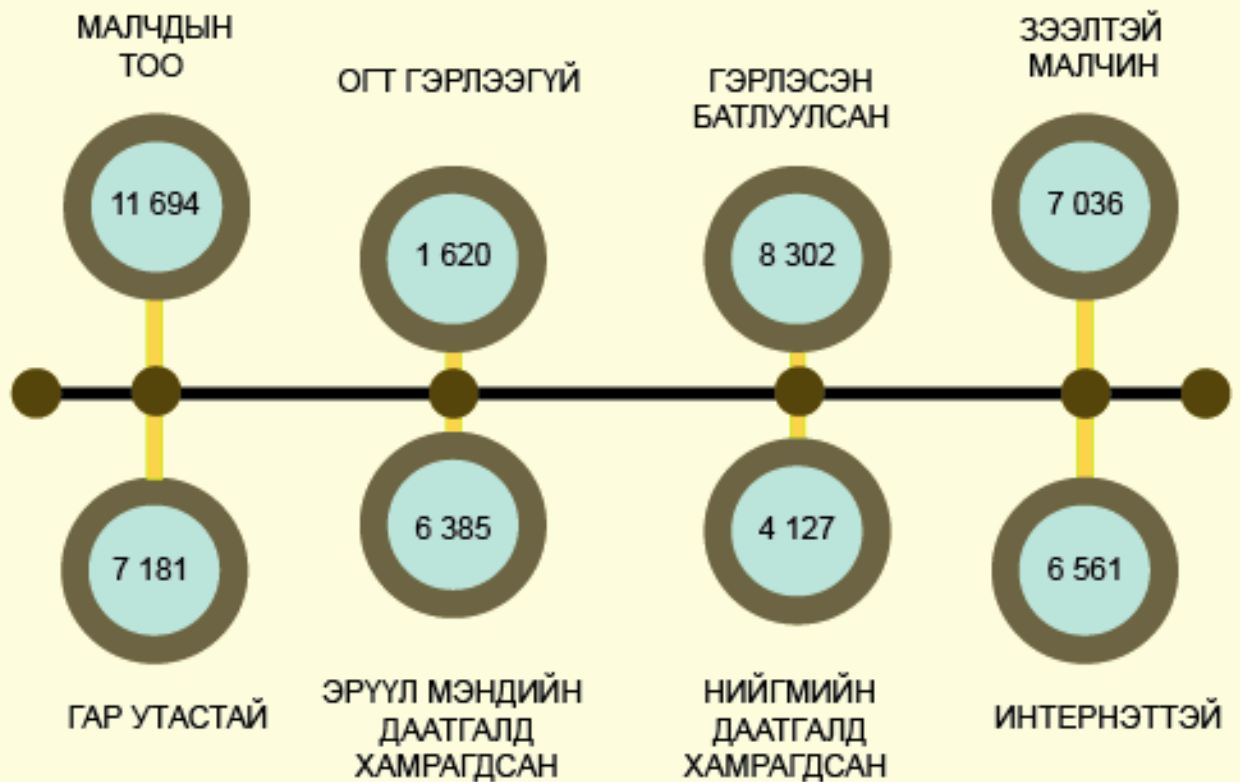 МАЛЧДЫН
ТОО
11 694
ОГТ ГЭРЛЭЭГҮЙ
1 620
ГЭРЛЭСЭН
БАТЛУУЛСАН
8 302
ЗЭЭЛТЭЙ
МАЛЧИН
7 036
7 181
ГАР УТАСТАЙ
6 385
ЭРҮҮЛ МЭНДИЙН
ДААТГАЛД
ХАМРАГДСАН
4 127
НИЙГМИЙН
ДААТГАЛД
ХАМРАГДСАН
6 561
ИНТЕРНЭТТЭЙ